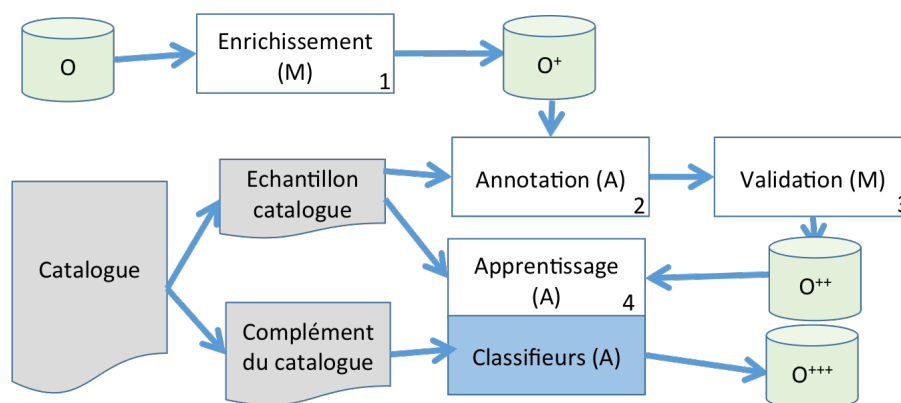 O
Enrichissement
(M)
1
O⁺
Catalogue
Echantillon
catalogue
Annotation (A)
2
Validation (M)
3
Apprentissage
(A)
4
O⁺⁺
Complément
du catalogue
Classifieurs (A)
O⁺⁺⁺